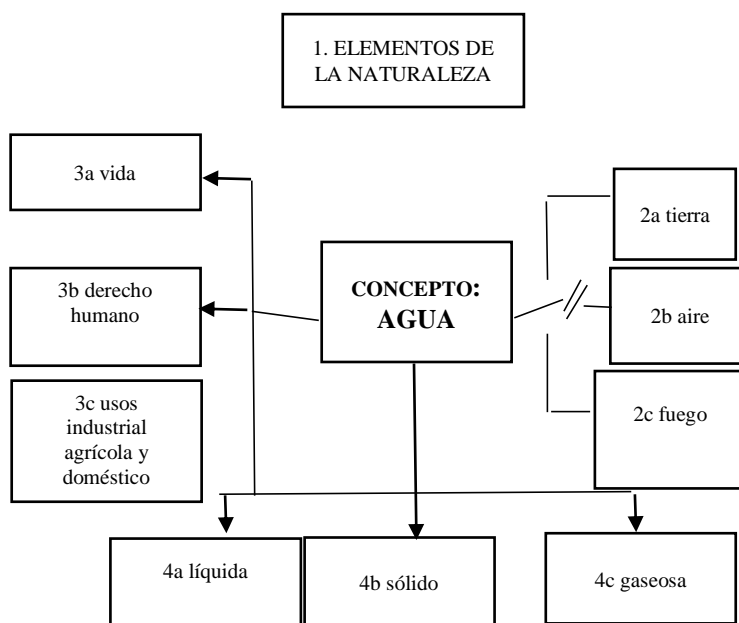 1. ELEMENTOS DE
LA NATURALEZA
3a vida
2a tierra
3b derecho
humano
CONCEPTO:
AGUA
2b aire
3c usos
industrial
agrícola y
doméstico
2c fuego
4a líquida
4b sólido
4c gaseosa